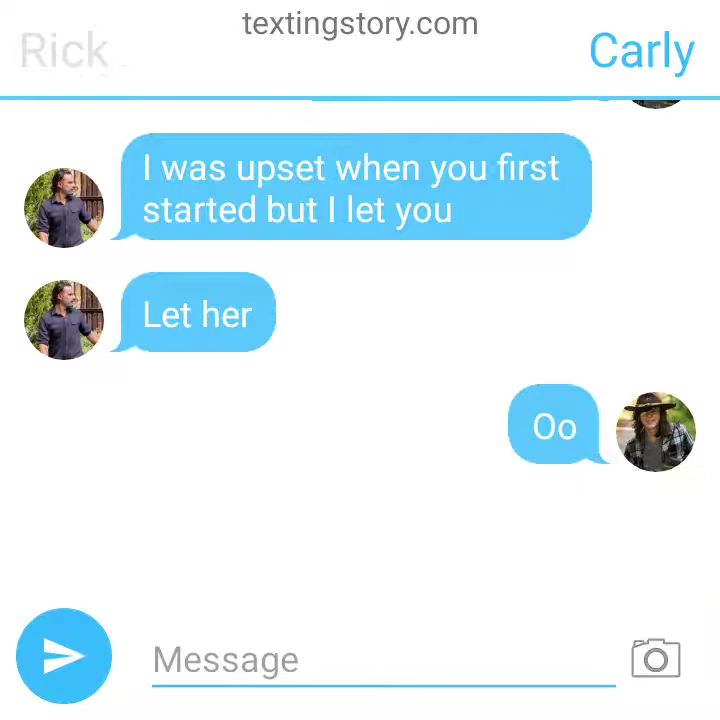 textingstory.com
Rick
Carly
I was upset when you first
started but I let you
Let her
Oo
Message